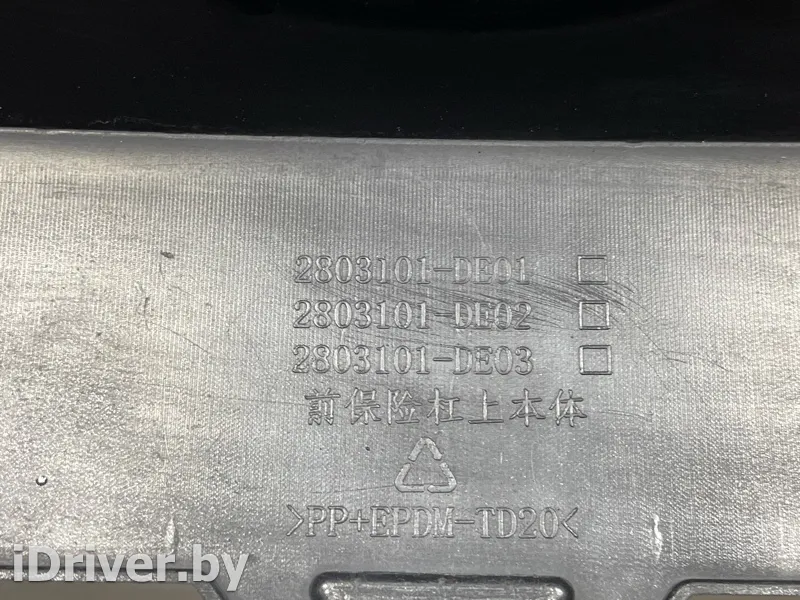 2803101-DE01 □
2803101-DE02 □
2803101-DE03 □
前保险杠上本体
>PP+EPDM-TD20<
iDriver.by